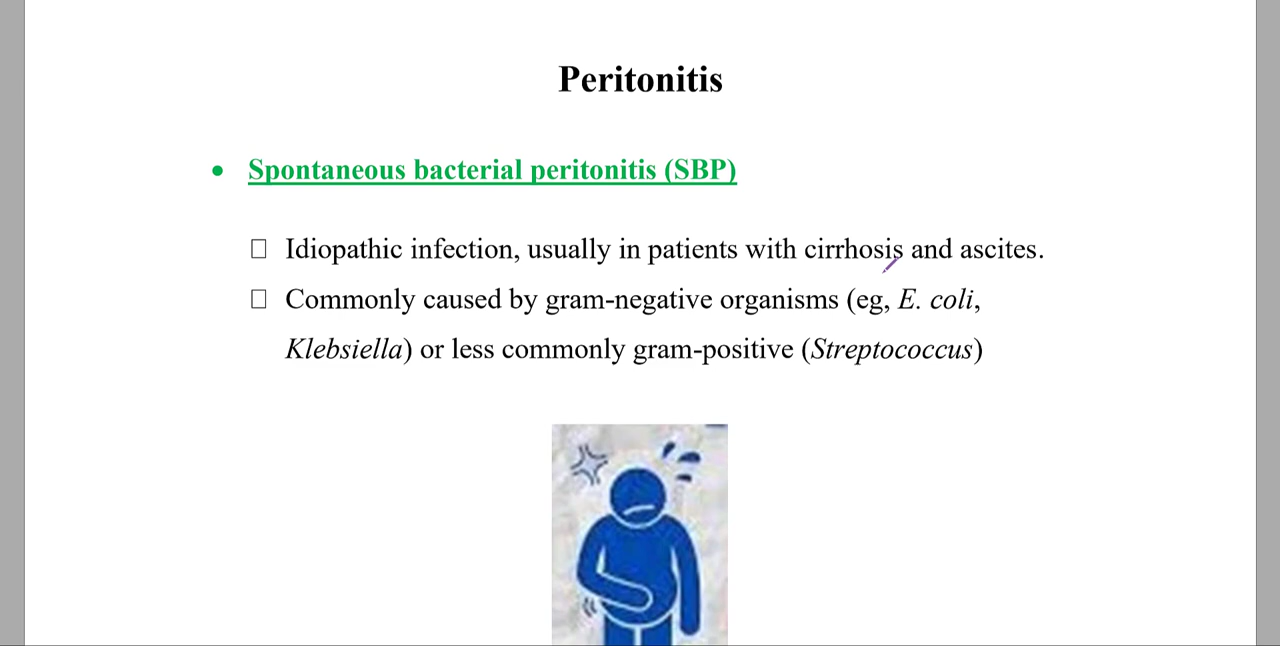 Peritonitis
• Spontaneous bacterial peritonitis (SBP)
□ Idiopathic infection, usually in patients with cirrhosis and ascites.
□ Commonly caused by gram-negative organisms (eg, E. coli,
Klebsiella) or less commonly gram-positive (Streptococcus)